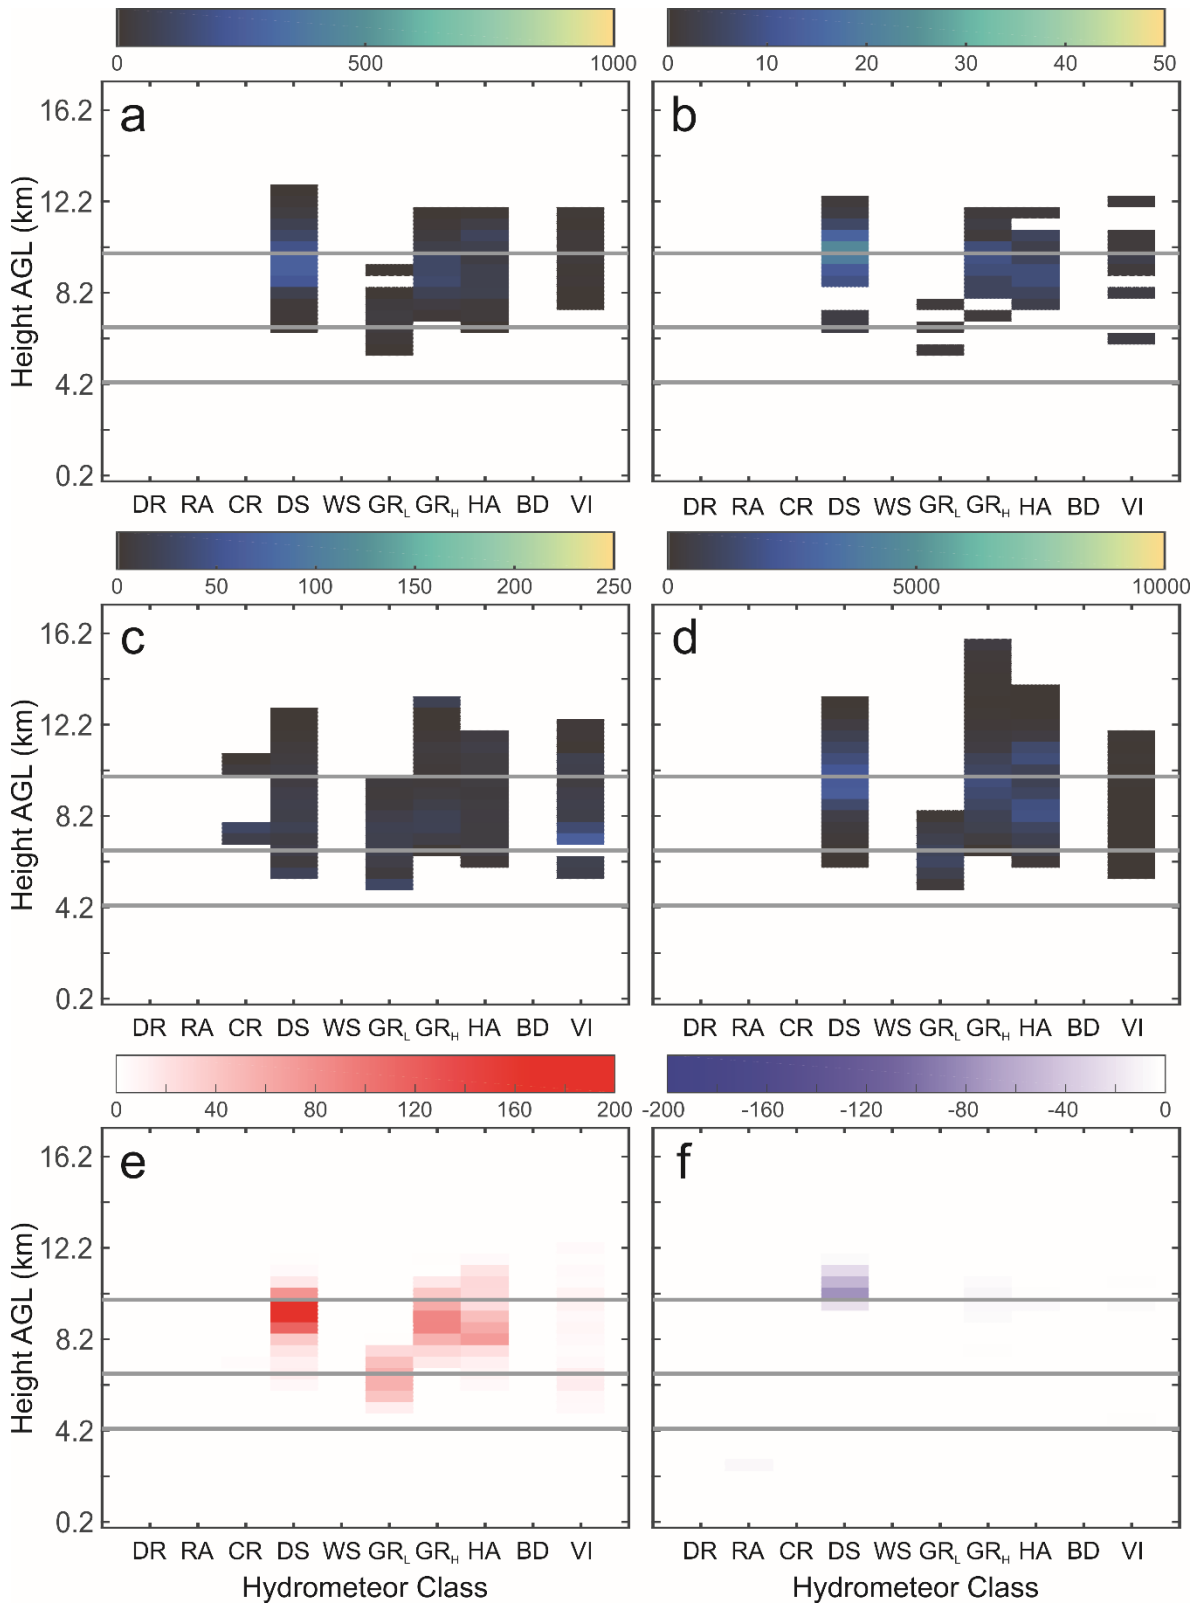 0 500 1000
0 10 20 30 40 50
a
b
16.2
12.2
8.2
4.2
0.2
Height AGL (km)
DR RA CR DS WS GRL GRH HA BD VI
DR RA CR DS WS GRL GRH HA BD VI
0 50 100 150 200 250
0 5000 10000
c
d
16.2
12.2
8.2
4.2
0.2
Height AGL (km)
DR RA CR DS WS GRL GRH HA BD VI
DR RA CR DS WS GRL GRH HA BD VI
0 40 80 120 160 200
-200 -160 -120 -80 -40 0
e
f
16.2
12.2
8.2
4.2
0.2
Height AGL (km)
DR RA CR DS WS GRL GRH HA BD VI
DR RA CR DS WS GRL GRH HA BD VI
Hydrometeor Class
Hydrometeor Class